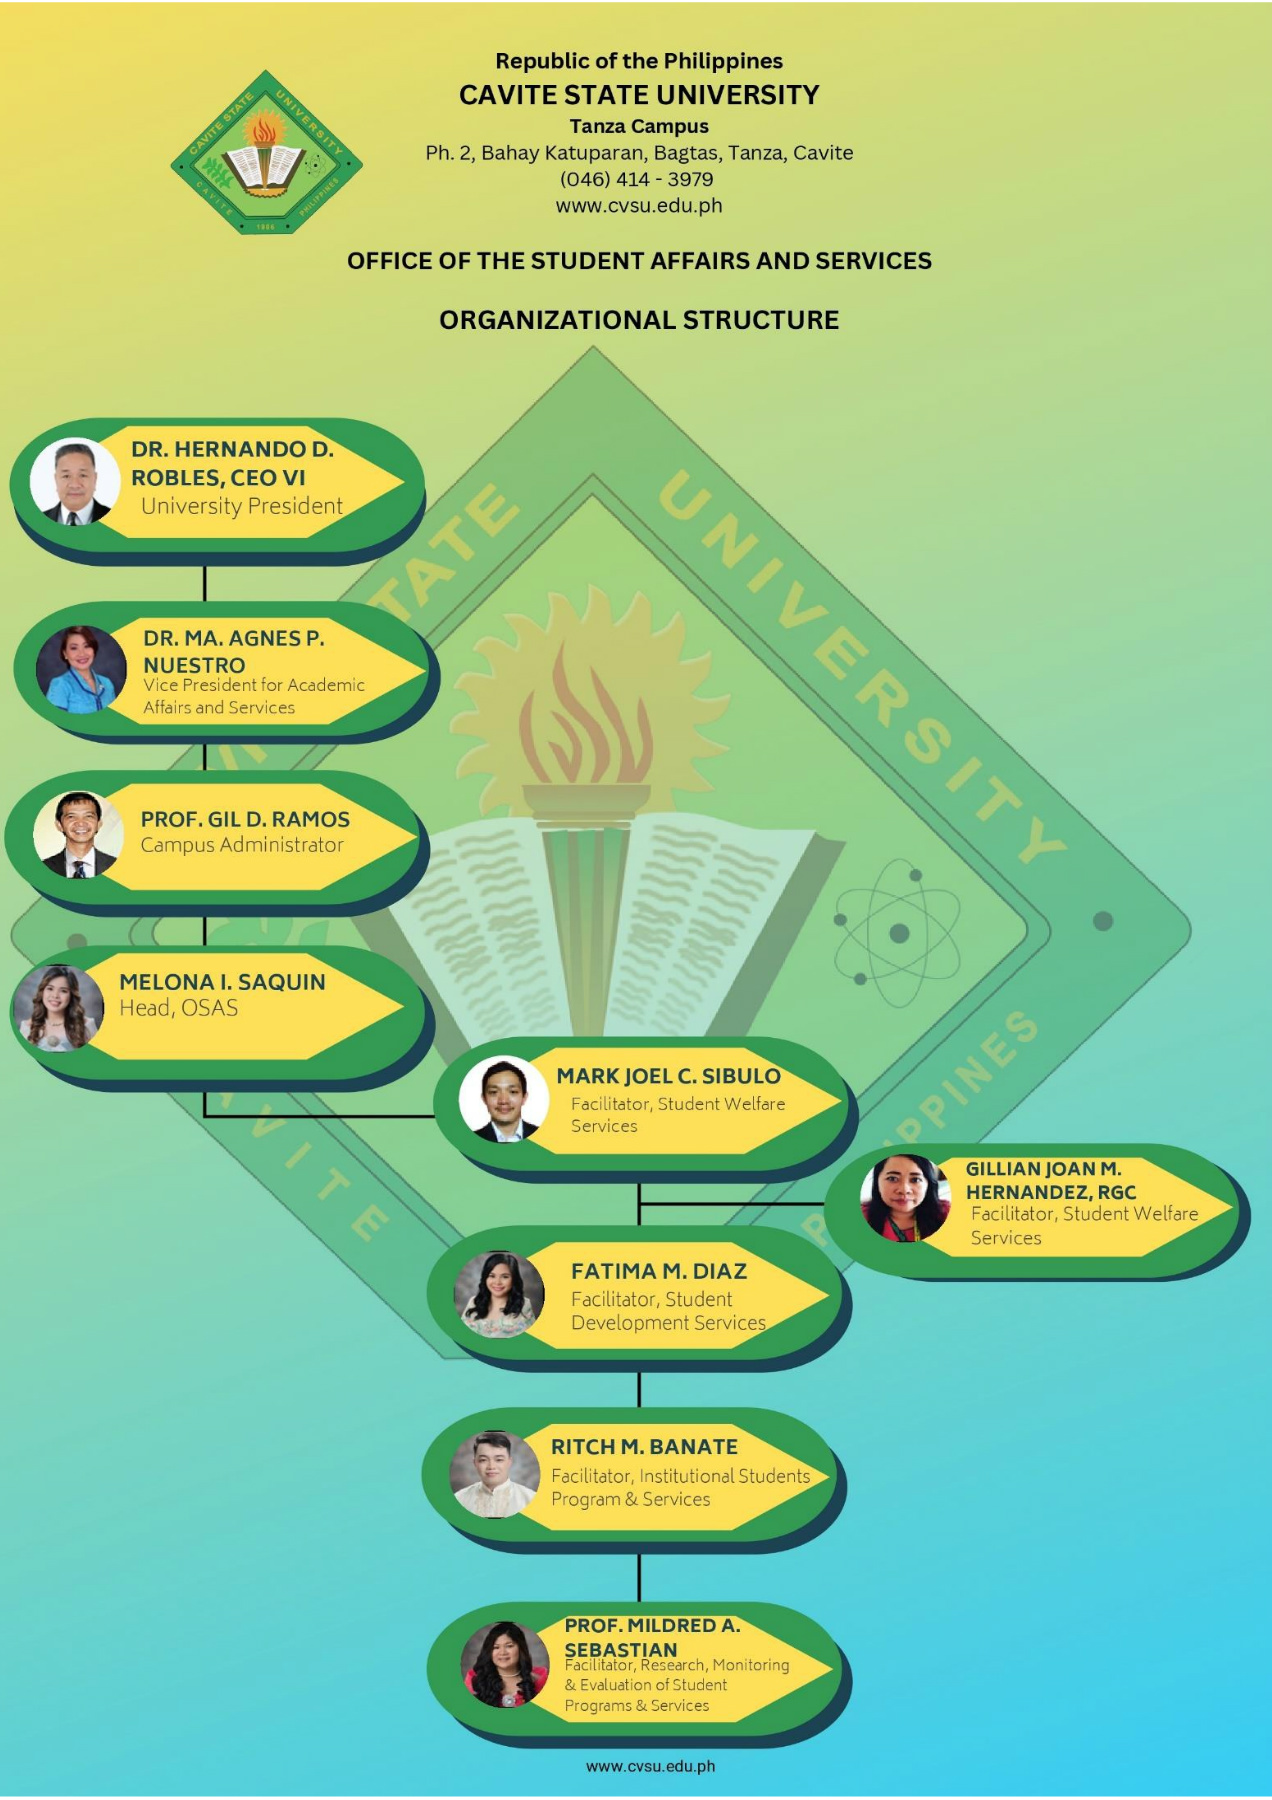 Republic of the Philippines
CAVITE STATE UNIVERSITY
Tanza Campus
Ph. 2, Bahay Katuparan, Bagtas, Tanza, Cavite
(046) 414 - 3979
www.cvsu.edu.ph
CAVITE STATE UNIVERSITY
CAVITE 1906 PHILIPPINES
OFFICE OF THE STUDENT AFFAIRS AND SERVICES
ORGANIZATIONAL STRUCTURE
DR. HERNANDO D.
ROBLES, CEO VI
University President
DR. MA. AGNES P.
NUESTRO
Vice President for Academic
Affairs and Services
PROF. GIL D. RAMOS
Campus Administrator
MELONA I. SAQUIN
Head, OSAS
MARK JOEL C. SIBULO
Facilitator, Student Welfare
Services
GILLIAN JOAN M.
HERNANDEZ, RGC
Facilitator, Student Welfare
Services
FATIMA M. DIAZ
Facilitator, Student
Development Services
RITCH M. BANATE
Facilitator, Institutional Students
Program & Services
PROF. MILDRED A.
SEBASTIAN
Facilitator, Research, Monitoring
& Evaluation of Student
Programs & Services
www.cvsu.edu.ph